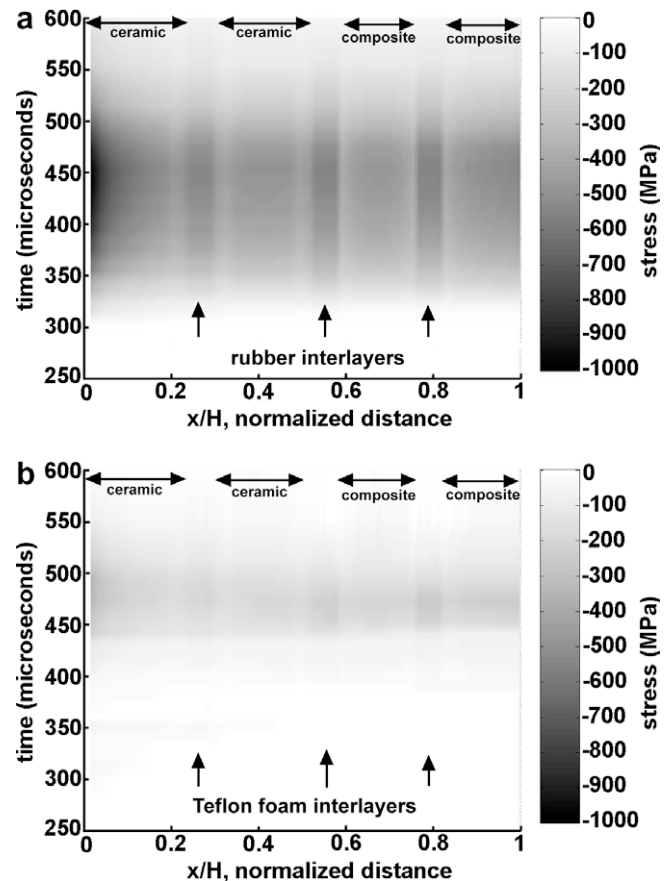 a
600
550
500
450
400
350
300
250
time (microseconds)
ceramic
ceramic
composite
composite
rubber interlayers
0
0.2
0.4
0.6
0.8
1
x/H, normalized distance
0
-100
-200
-300
-400
-500
-600
-700
-800
-900
-1000
stress (MPa)
b
600
550
500
450
400
350
300
250
time (microseconds)
ceramic
ceramic
composite
composite
Teflon foam interlayers
0
0.2
0.4
0.6
0.8
1
x/H, normalized distance
0
-100
-200
-300
-400
-500
-600
-700
-800
-900
-1000
stress (MPa)